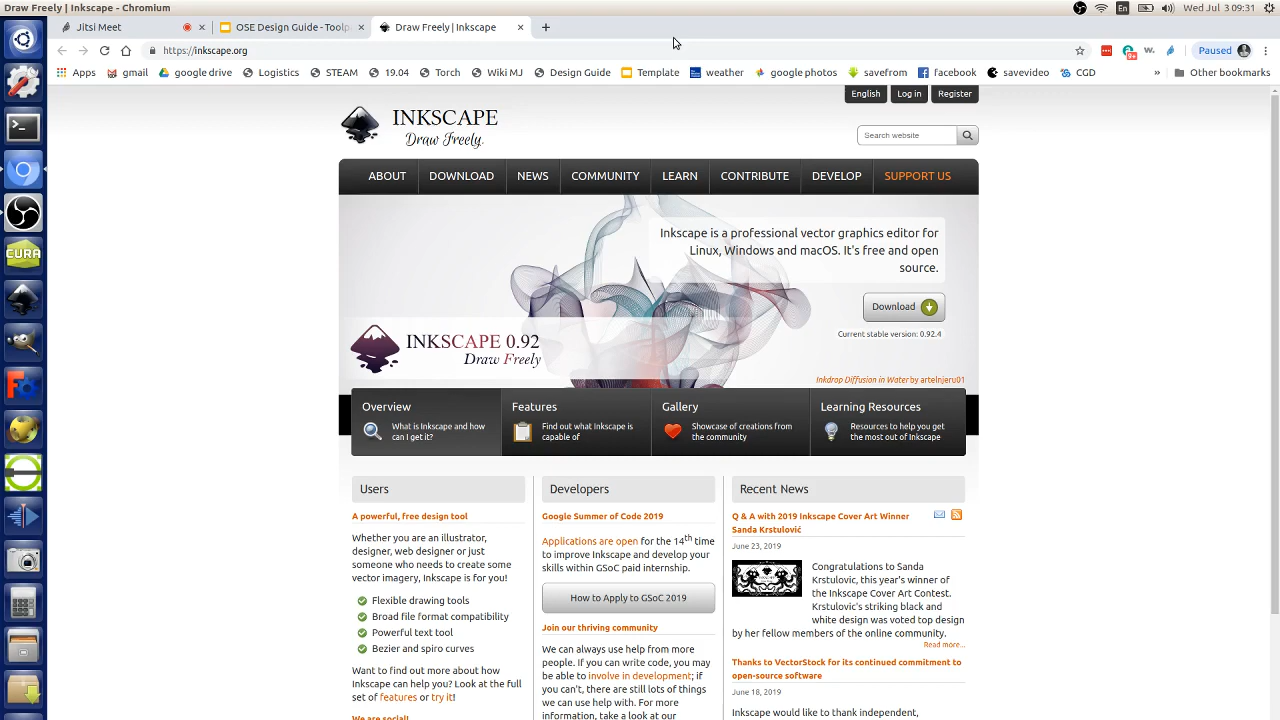 Draw Freely | Inkscape - Chromium
En
Wed Jul 3 09:31
Jitsi Meet
OSE Design Guide - Toolp
Draw Freely | Inkscape
https://inkscape.org
9+
W.
Paused
Apps
gmail
google drive
Logistics
STEAM
19.04
Torch
Wiki MJ
Design Guide
Template
weather
google photos
savefrom
facebook
savevideo
CGD
»
Other bookmarks
English
Log in
Register
INKSCAPE
Draw Freely.
Search website
ABOUT
DOWNLOAD
NEWS
COMMUNITY
LEARN
CONTRIBUTE
DEVELOP
SUPPORT US
Inkscape is a professional vector graphics editor for
Linux, Windows and macOS. It's free and open
source.
Download
Current stable version: 0.92.4
INKSCAPE 0.92
Draw Freely
Inkdrop Diffusion in Water by artelnjeru01
Overview
What is Inkscape and how
can I get it?
Features
Find out what Inkscape is
capable of
Gallery
Showcase of creations from
the community
Learning Resources
Resources to help you get
the most out of Inkscape
Users
A powerful, free design tool
Whether you are an illustrator,
designer, web designer or just
someone who needs to create some
vector imagery, Inkscape is for you!
Flexible drawing tools
Broad file format compatibility
Powerful text tool
Bezier and spiro curves
Want to find out more about how
Inkscape can help you? Look at the full
set of features or try it!
We are social!
Developers
Google Summer of Code 2019
Applications are open for the 14th time
to improve Inkscape and develop your
skills within GSoC paid internship.
How to Apply to GSoC 2019
Join our thriving community
We can always use help from more
people. If you can write code, you may
be able to involve in development; if
you can't, there are still lots of things
we can use help with. For more
information, take a look at our
Recent News
Q & A with 2019 Inkscape Cover Art Winner
Sanda Krstulović
June 23, 2019
Congratulations to Sanda
Krstulovic, this year's winner of
the Inkscape Cover Art Contest.
Krstulovic's striking black and
white design was voted top design
by her fellow members of the online community.
Read more...
Thanks to VectorStock for its continued commitment to
open-source software
June 18, 2019
Inkscape would like to thank independent,
CURA